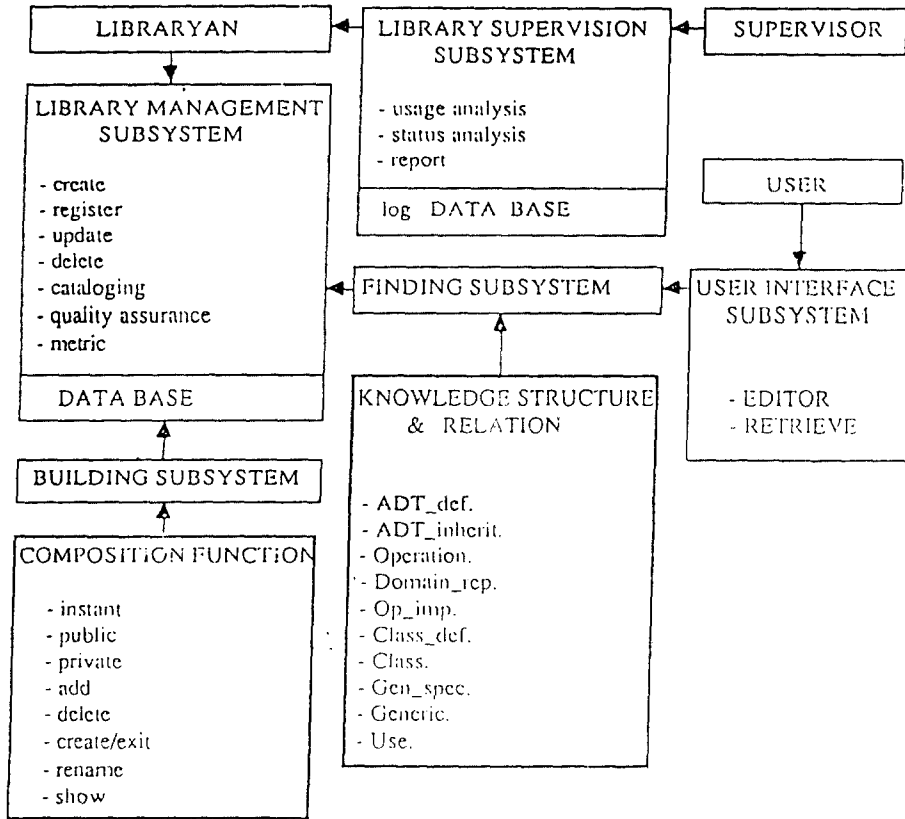 LIBRARYAN
LIBRARY SUPERVISION
SUBSYSTEM
- usage analysis
- status analysis
- report
log DATA BASE
SUPERVISOR
LIBRARY MANAGEMENT
SUBSYSTEM
- create
- register
- update
- delete
- cataloging
- quality assurance
- metric
DATA BASE
USER
FINDING SUBSYSTEM
USER INTERFACE
SUBSYSTEM
- EDITOR
- RETRIEVE
KNOWLEDGE STRUCTURE
& RELATION
- ADT_def.
- ADT_inherit.
- Operation.
- Domain_rep.
- Op_imp.
- Class_def.
- Class.
- Gen_spec.
- Generic.
- Use.
BUILDING SUBSYSTEM
COMPOSITION FUNCTION
- instant
- public
- private
- add
- delete
- create/exit
- rename
- show